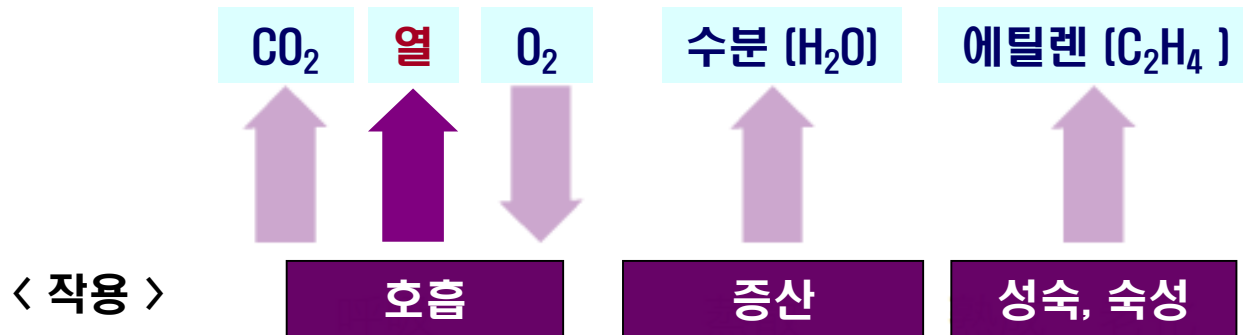 CO₂ 열 O₂ 수분 (H₂O) 에틸렌 (C₂H₄ )
< 작용 > 호흡 증산 성숙, 숙성